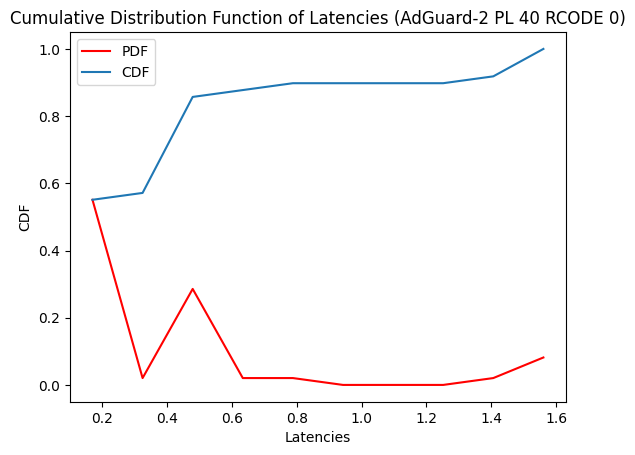 Cumulative Distribution Function of Latencies (AdGuard-2 PL 40 RCODE 0)
PDF
CDF
1.0
0.8
0.6
0.4
0.2
0.0
CDF
0.2 0.4 0.6 0.8 1.0 1.2 1.4 1.6
Latencies